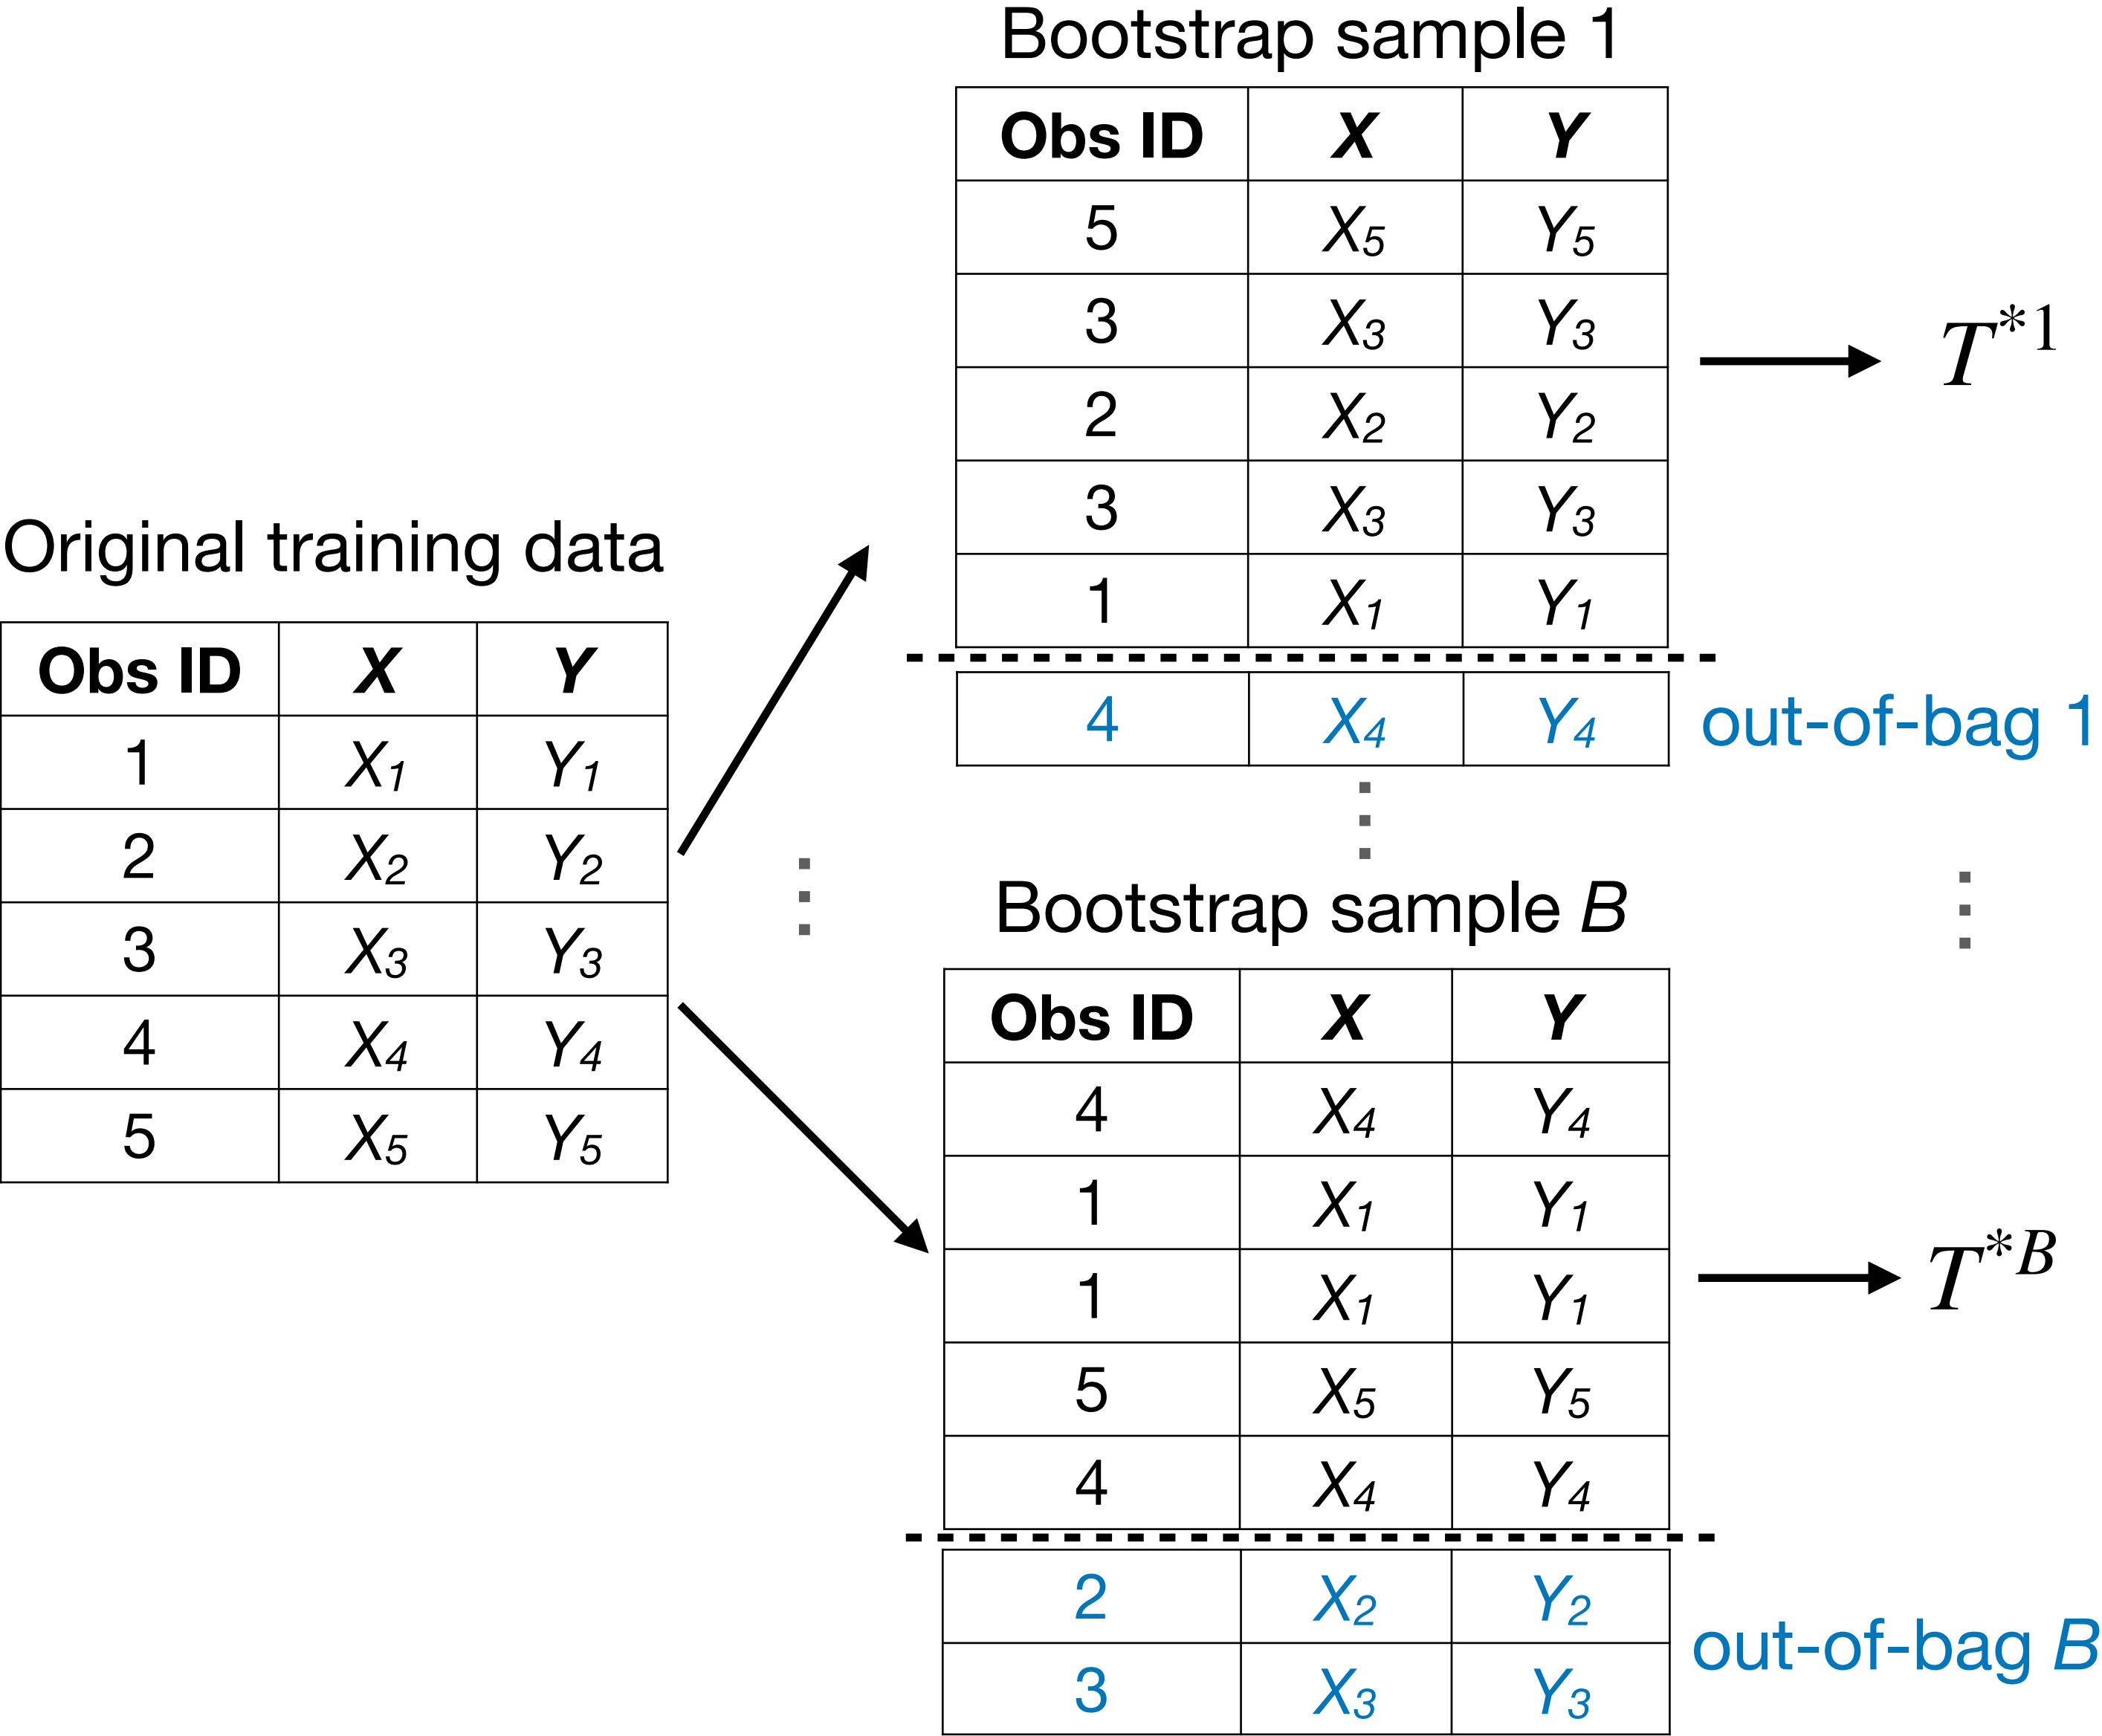 Original training data
Obs ID X Y
1 X1 Y1
2 X2 Y2
3 X3 Y3
4 X4 Y4
5 X5 Y5
Bootstrap sample 1
Obs ID X Y
5 X5 Y5
3 X3 Y3
2 X2 Y2
3 X3 Y3
1 X1 Y1
4 X4 Y4
out-of-bag 1
T*1
Bootstrap sample B
Obs ID X Y
4 X4 Y4
1 X1 Y1
1 X1 Y1
5 X5 Y5
4 X4 Y4
2 X2 Y2
3 X3 Y3
out-of-bag B
T*B